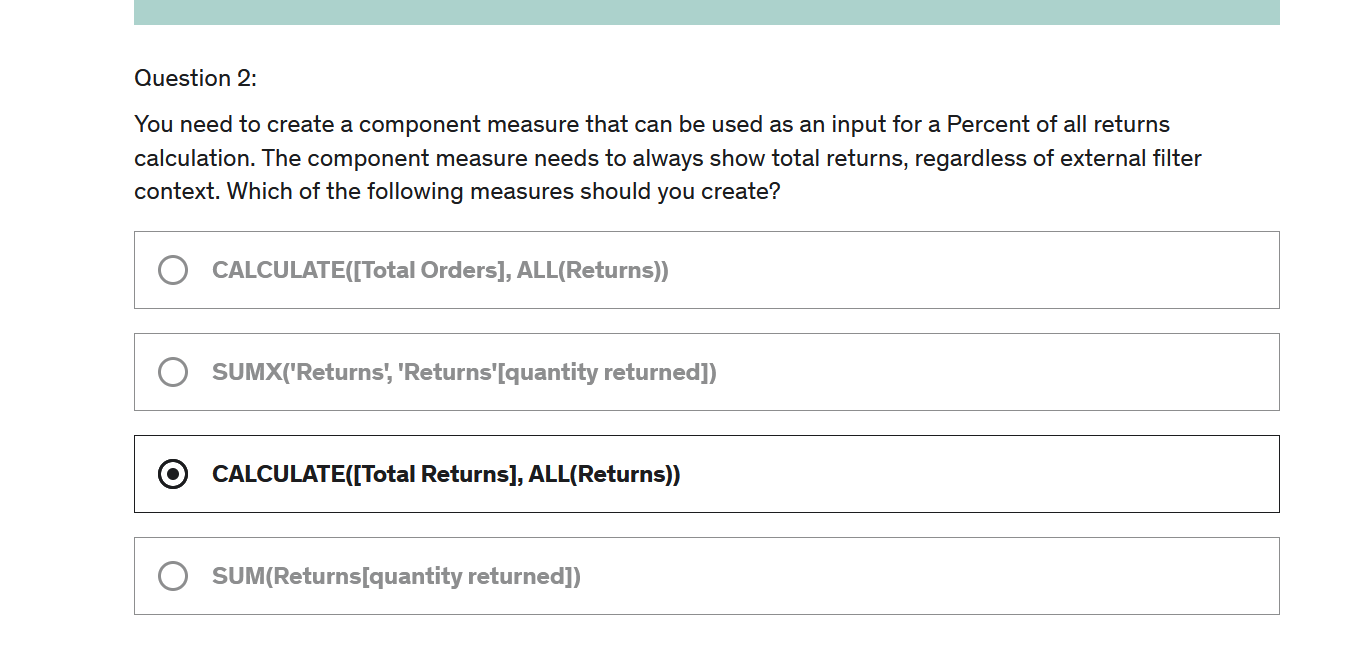 Question 2:
You need to create a component measure that can be used as an input for a Percent of all returns
calculation. The component measure needs to always show total returns, regardless of external filter
context. Which of the following measures should you create?
CALCULATE([Total Orders], ALL(Returns))
SUMX('Returns', 'Returns'[quantity returned])
CALCULATE([Total Returns], ALL(Returns))
SUM(Returns[quantity returned])